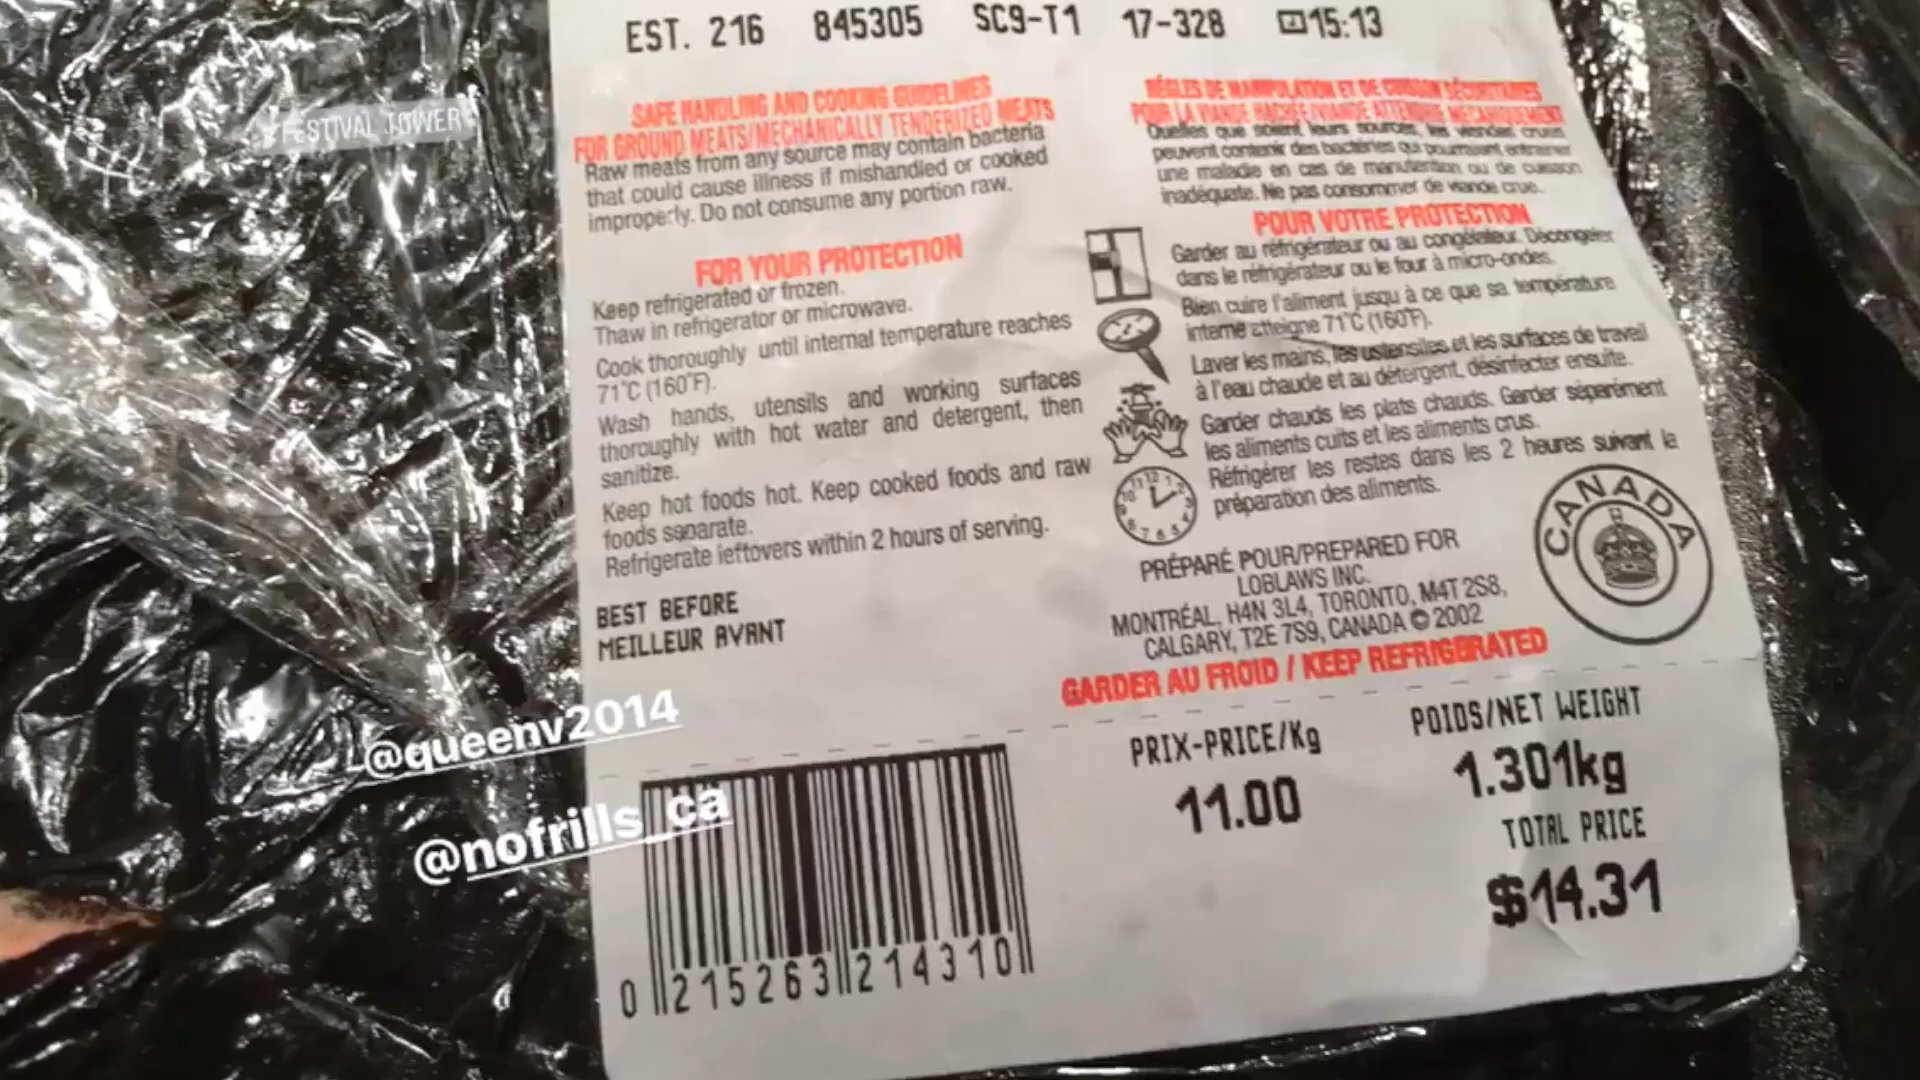 EST. 216 845305 SC9-T1 17-328 15:13
FESTIVAL TOWER
SAFE HANDLING AND COOKING GUIDELINES
FOR GROUND MEATS/MECHANICALLY TENDERIZED MEATS
Raw meats from any source may contain bacteria
that could cause illness if mishandled or cooked
improperly. Do not consume any portion raw.
FOR YOUR PROTECTION
Keep refrigerated or frozen.
Thaw in refrigerator or microwave.
Cook thoroughly until internal temperature reaches
71°C (160°F).
Wash hands, utensils and working surfaces
thoroughly with hot water and detergent, then
sanitize.
Keep hot foods hot. Keep cooked foods and raw
foods separate.
Refrigerate leftovers within 2 hours of serving.
BEST BEFORE
MEILLEUR AVANT
RÉGLES DE MANIPULATION ET DE CUISSON SÉCURITAIRES
POUR LA VIANDE HACHÉE/VIANDE ATTENDRIE MÉCANIQUEMENT
Quelles que soient leurs sources, les viandes crues
peuvent contenir des bactéries qui pourraient entraîner
une maladie en cas de manutention ou de cuisson
inadéquate. Ne pas consommer de viande crue.
POUR VOTRE PROTECTION
Garder au réfrigérateur ou au congélateur. Décongeler
dans le réfrigérateur ou le four à micro-ondes.
Bien cuire l'aliment jusqu à ce que sa température
interne atteigne 71°C (160°F).
Laver les mains, les ustensiles et les surfaces de travail
à l'eau chaude et au détergent, désinfecter ensuite.
Garder chauds les plats chauds. Garder séparément
les aliments cuits et les aliments crus.
Réfrigérer les restes dans les 2 heures suivant la
préparation des aliments.
CANADA
PRÉPARÉ POUR/PREPARED FOR
LOBLAWS INC.
MONTRÉAL, H4N 3L4, TORONTO, M4T 2S8,
CALGARY, T2E 7S9, CANADA © 2002
GARDER AU FROID / KEEP REFRIGERATED
PRIX-PRICE/Kg
11.00
POIDS/NET WEIGHT
1.301kg
TOTAL PRICE
$14.31
@queenv2014
@nofrills_ca
0 215263 214310